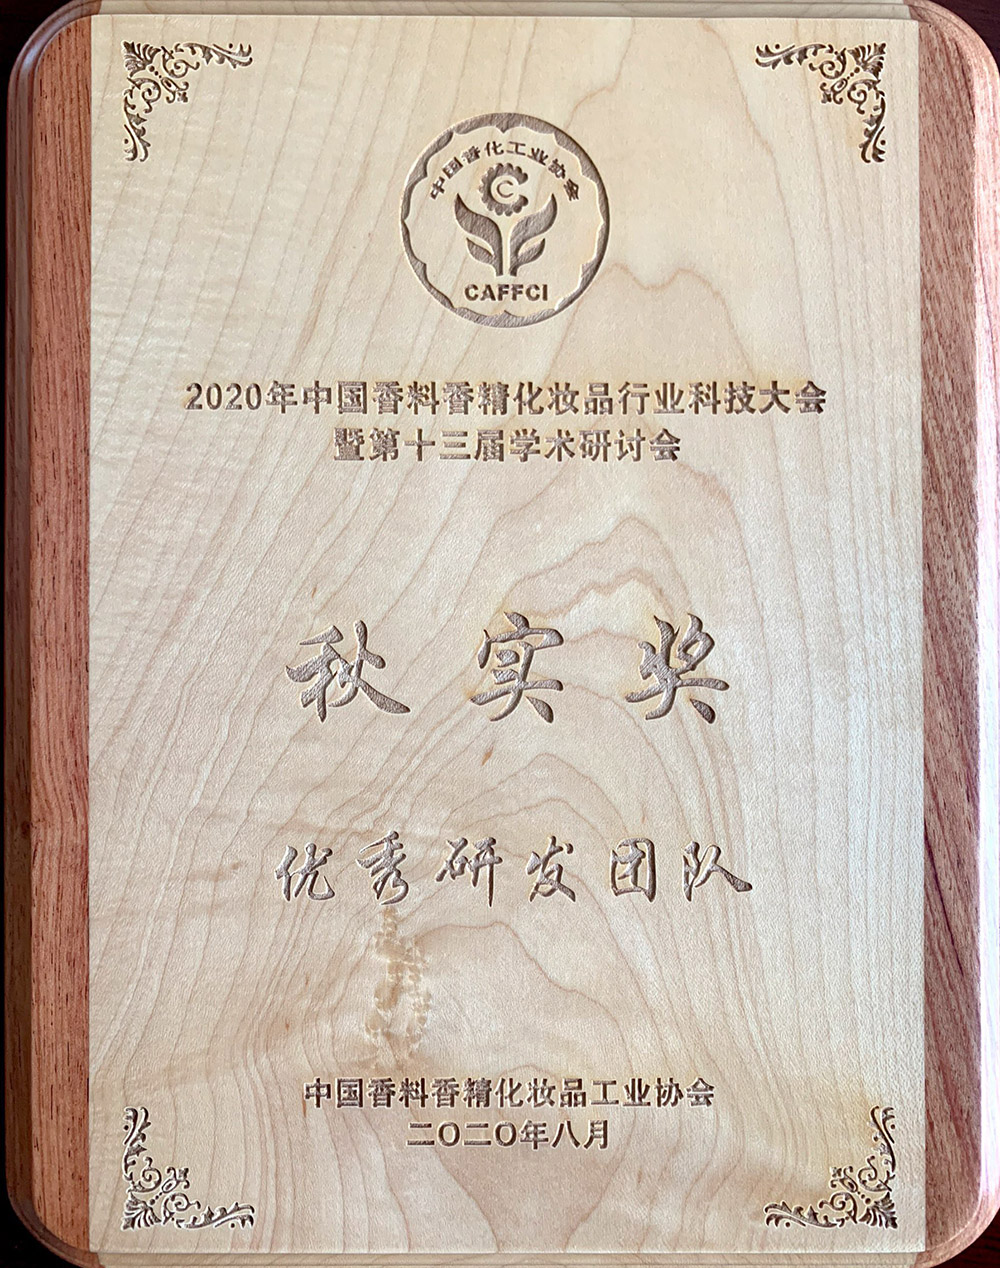 中国香化工业协会
C
CAFFCI
2020年中国香料香精化妆品行业科技大会
暨第十三届学术研讨会
秋实奖
优秀研发团队
中国香料香精化妆品工业协会
二〇二〇年八月